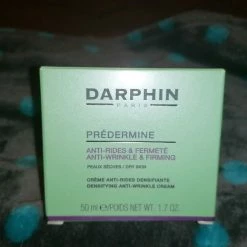 DARPHIN
PARIS
PRÉDERMINE
ANTI-RIDES & FERMETÉ
ANTI-WRINKLE & FIRMING
PEAUX SÈCHES / DRY SKIN
CRÈME ANTI-RIDES DENSIFIANTE
DENSIFYING ANTI-WRINKLE CREAM
50 ml ℮/POIDS NET WT. 1.7 OZ.